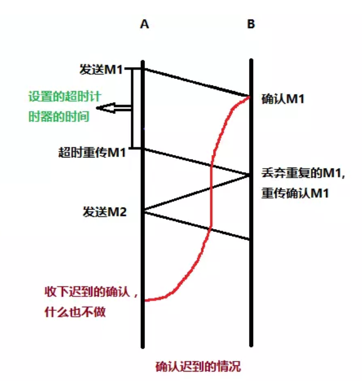 A
B
发送M1
确认M1
设置的超时计
时器的时间
超时重传M1
丢弃重复的M1,
重传确认M1
发送M2
收下迟到的确认，
什么也不做
确认迟到的情况